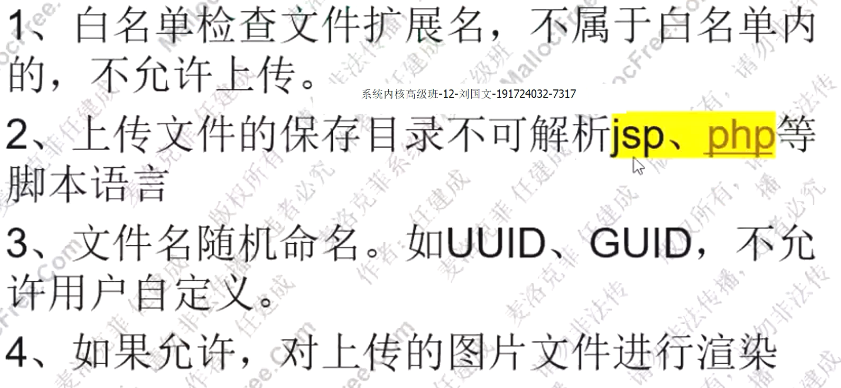 1、白名单检查文件扩展名，不属于白名单内
的，不允许上传。
系统内核高级班-12-刘国文-191724032-7317
2、上传文件的保存目录不可解析jsp、php等
脚本语言
3、文件名随机命名。如UUID、GUID，不允
许用户自定义。
4、如果允许，对上传的图片文件进行渲染